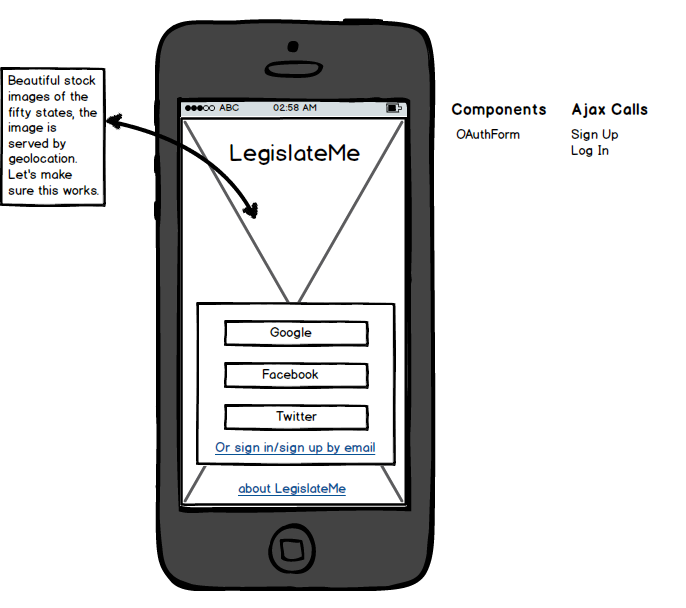 Beautiful stock
images of the
fifty states, the
image is
served by
geolocation.
Let's make
sure this works.
ABC 02:58 AM
LegislateMe
Google
Facebook
Twitter
Or sign in/sign up by email
about LegislateMe
Components
OAuthForm
Ajax Calls
Sign Up
Log In